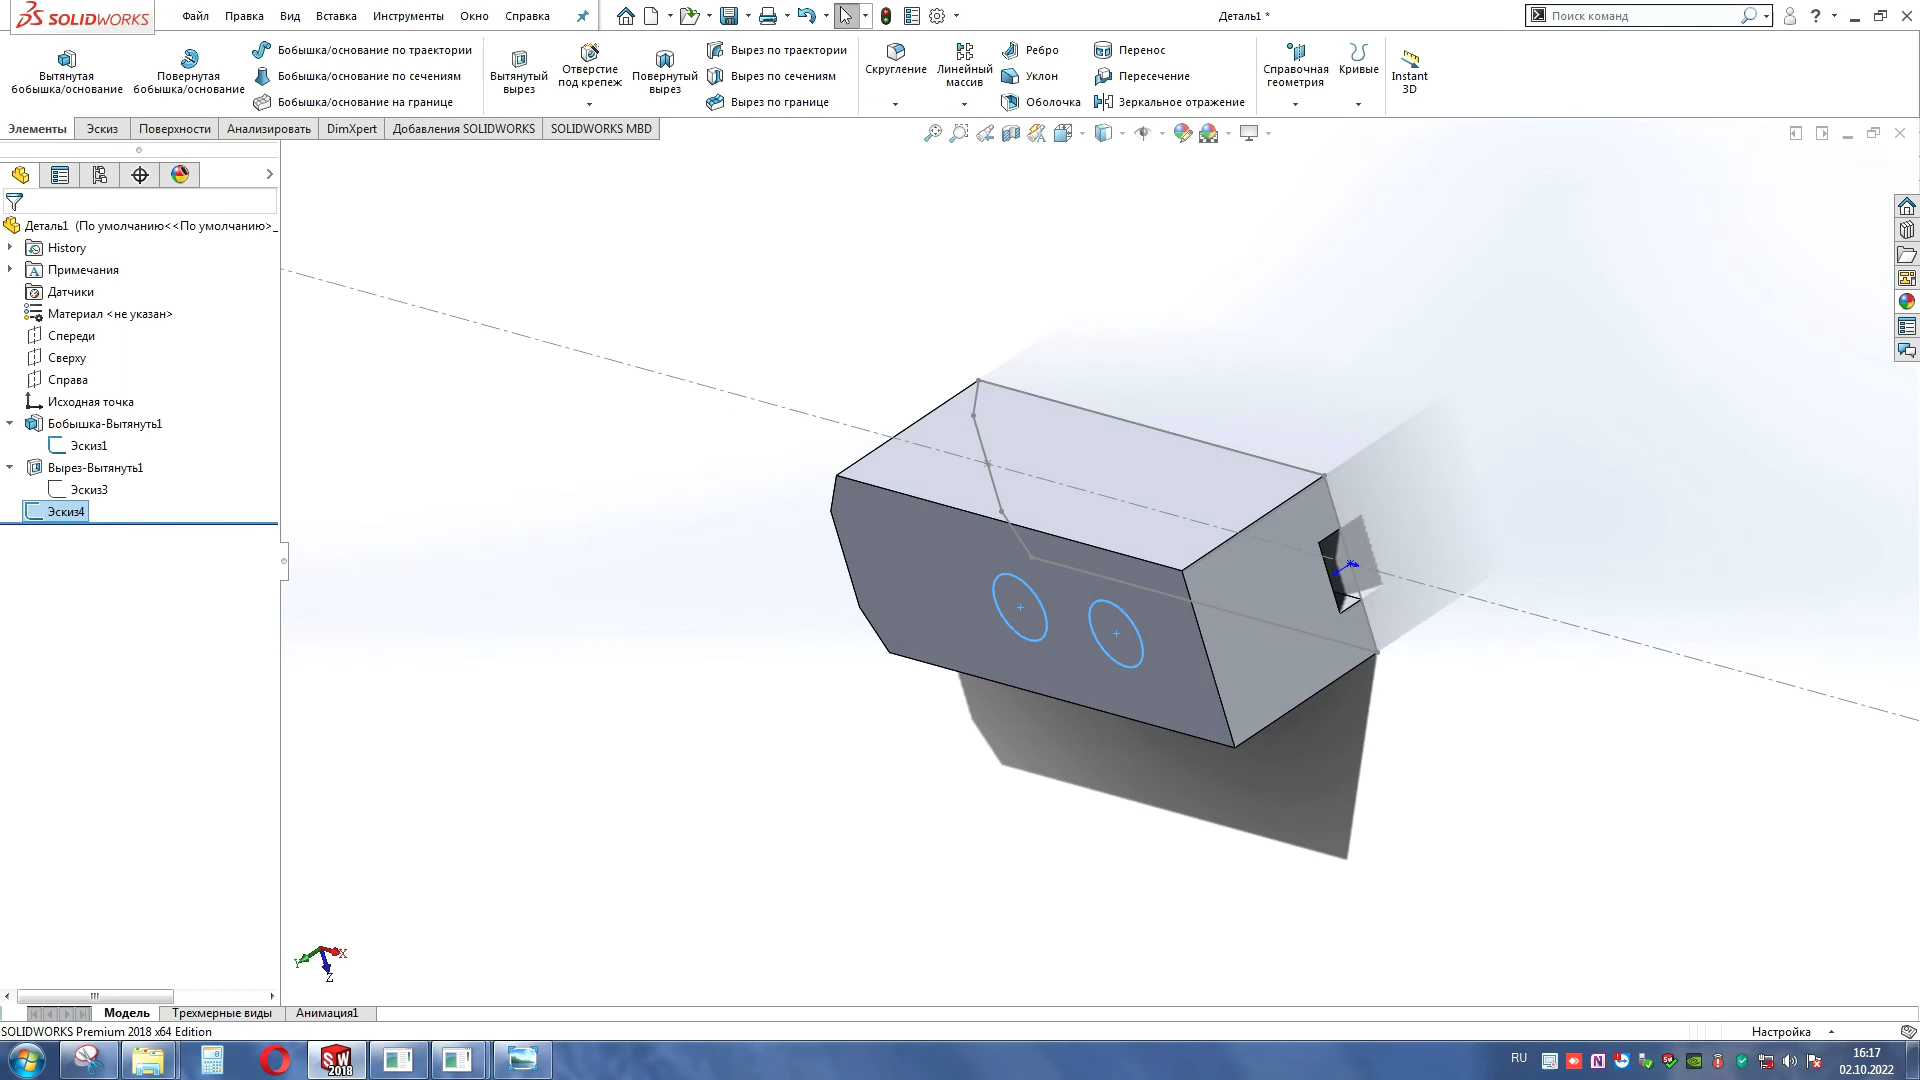 SOLIDWORKS
Файл
Правка
Вид
Вставка
Инструменты
Окно
Справка
Деталь1 *
Поиск команд
Вытянутая
бобышка/основание
Повернутая
бобышка/основание
Бобышка/основание по траектории
Бобышка/основание по сечениям
Бобышка/основание на границе
Вытянутый
вырез
Отверстие
под крепеж
Повернутый
вырез
Вырез по траектории
Вырез по сечениям
Вырез по границе
Скругление
Линейный
массив
Ребро
Уклон
Оболочка
Перенос
Пересечение
Зеркальное отражение
Справочная
геометрия
Кривые
Instant
3D
Элементы
Эскиз
Поверхности
Анализировать
DimXpert
Добавления SOLIDWORKS
SOLIDWORKS MBD
Деталь1 (По умолчанию<<По умолчанию>_
History
Примечания
Датчики
Материал <не указан>
Спереди
Сверху
Справа
Исходная точка
Бобышка-Вытянуть1
Эскиз1
Вырез-Вытянуть1
Эскиз3
Эскиз4
X
Y
Z
Модель
Трехмерные виды
Анимация1
SOLIDWORKS Premium 2018 x64 Edition
Настройка
SW
2018
RU
16:17
02.10.2022